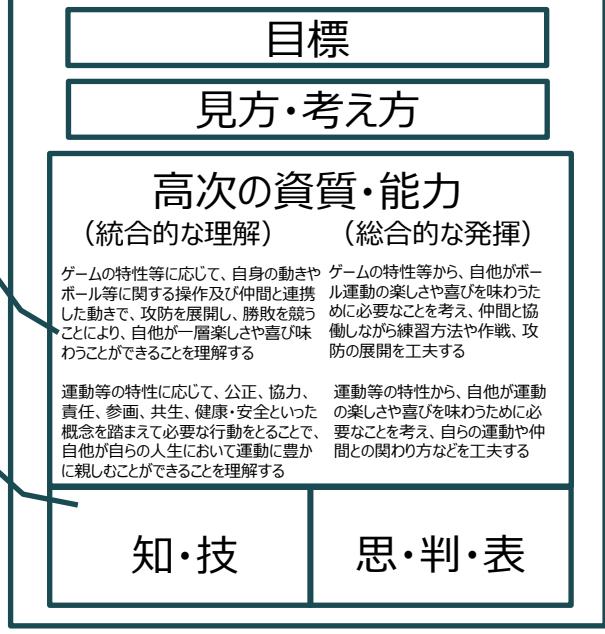 目標
見方・考え方
高次の資質・能力
（統合的な理解）
ゲームの特性等に応じて、自身の動きや
ボール等に関する操作及び仲間と連携
した動きで、攻防を展開し、勝敗を競う
ことにより、自他が一層楽しさや喜び味
わうことができることを理解する
運動等の特性に応じて、公正、協力、
責任、参画、共生、健康・安全といった
概念を踏まえて必要な行動をとることで、
自他が自らの人生において運動に豊か
に親しむことができることを理解する
（総合的な発揮）
ゲームの特性等から、自他がボー
ル運動の楽しさや喜びを味わうた
めに必要なことを考え、仲間と協
働しながら練習方法や作戦、攻
防の展開を工夫する
運動等の特性から、自他が運動
の楽しさや喜びを味わうために必
要なことを考え、自らの運動や仲
間との関わり方などを工夫する
知・技
思・判・表